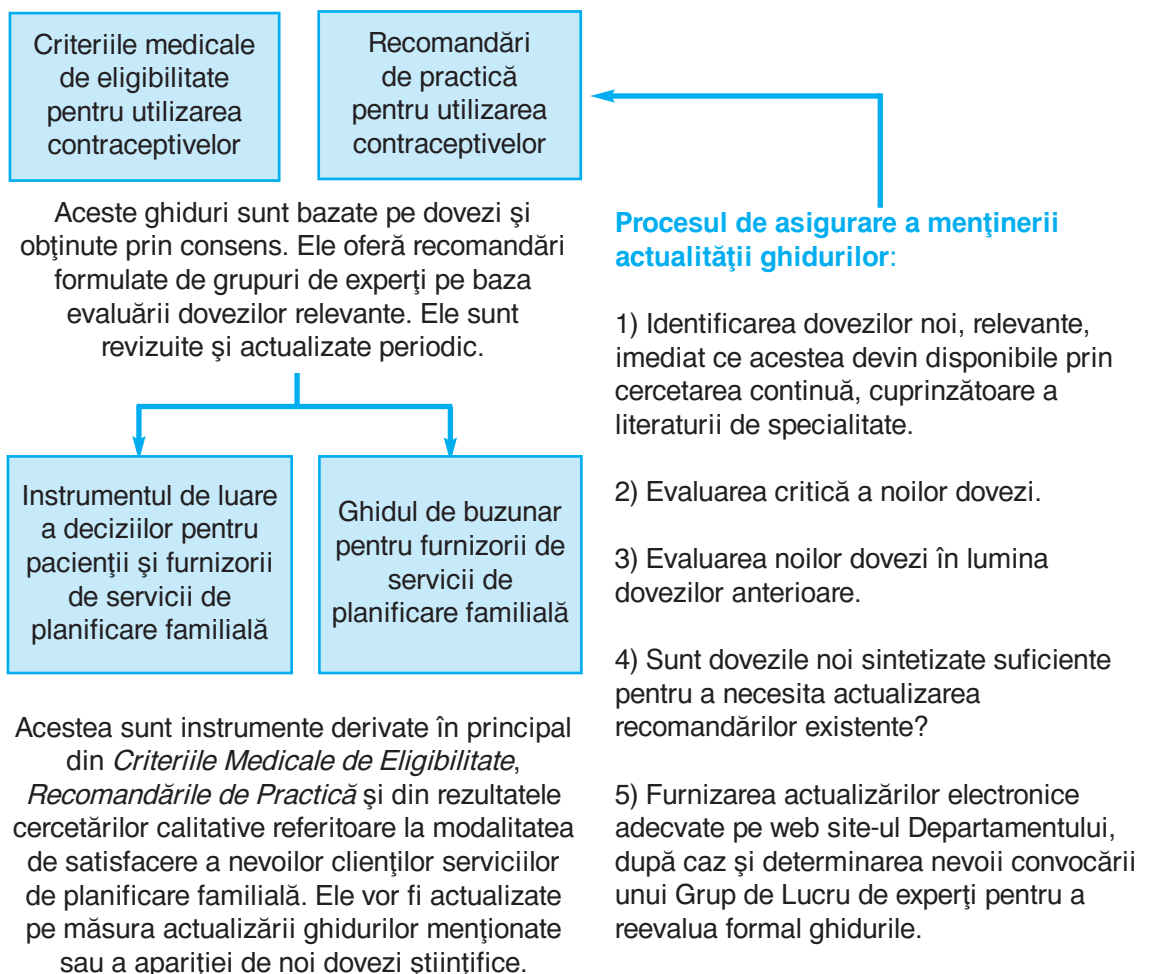 Criteriile medicale
de eligibilitate
pentru utilizarea
contraceptivelor
Recomandări
de practică
pentru utilizarea
contraceptivelor
Aceste ghiduri sunt bazate pe dovezi şi
obţinute prin consens. Ele oferă recomandări
formulate de grupuri de experţi pe baza
evaluării dovezilor relevante. Ele sunt
revizuite şi actualizate periodic.
Instrumentul de luare
a deciziilor pentru
pacienţii şi furnizorii
de servicii de
planificare familială
Ghidul de buzunar
pentru furnizorii de
servicii de
planificare familială
Acestea sunt instrumente derivate în principal
din Criteriile Medicale de Eligibilitate,
Recomandările de Practică şi din rezultatele
cercetărilor calitative referitoare la modalitatea
de satisfacere a nevoilor clienţilor serviciilor
de planificare familială. Ele vor fi actualizate
pe măsura actualizării ghidurilor menţionate
sau a apariţiei de noi dovezi ştiinţifice.
Procesul de asigurare a menţinerii
actualităţii ghidurilor:
1) Identificarea dovezilor noi, relevante,
imediat ce acestea devin disponibile prin
cercetarea continuă, cuprinzătoare a
literaturii de specialitate.
2) Evaluarea critică a noilor dovezi.
3) Evaluarea noilor dovezi în lumina
dovezilor anterioare.
4) Sunt dovezile noi sintetizate suficiente
pentru a necesita actualizarea
recomandărilor existente?
5) Furnizarea actualizărilor electronice
adecvate pe web site-ul Departamentului,
după caz şi determinarea nevoii convocării
unui Grup de Lucru de experţi pentru a
reevalua formal ghidurile.